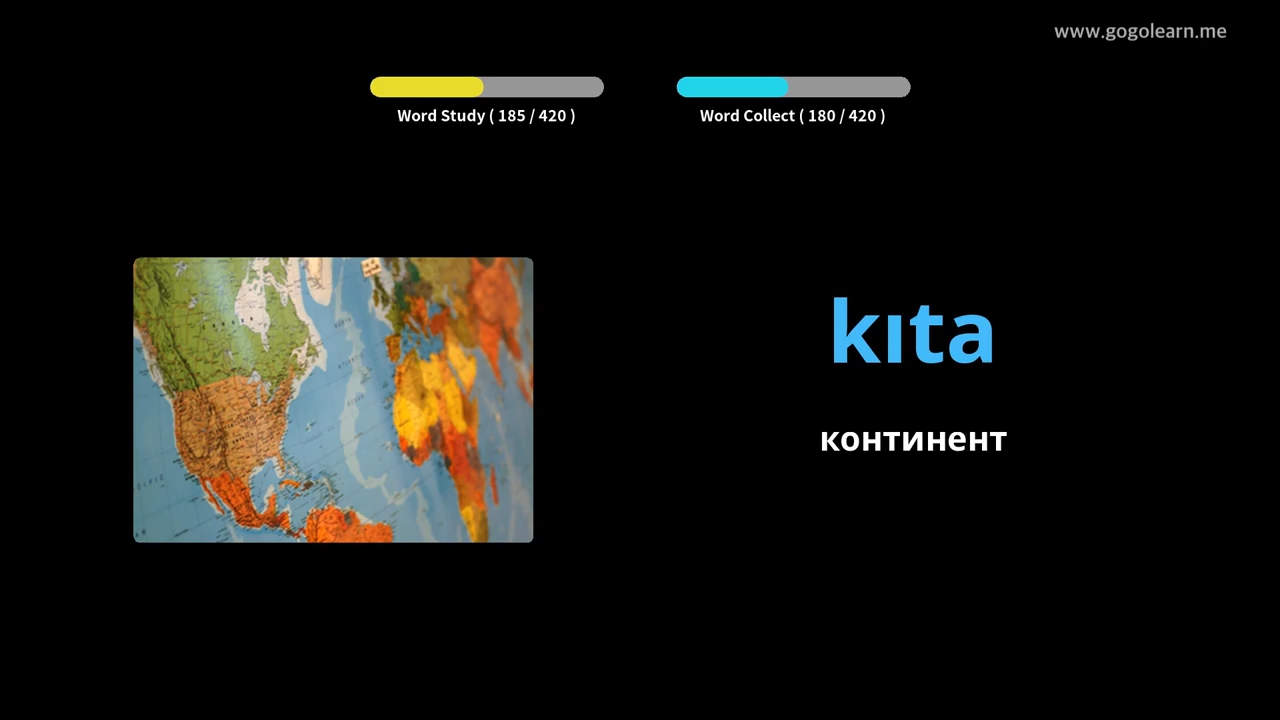 www.gogolearn.me
Word Study ( 185 / 420 )
Word Collect ( 180 / 420 )
kıta
континент